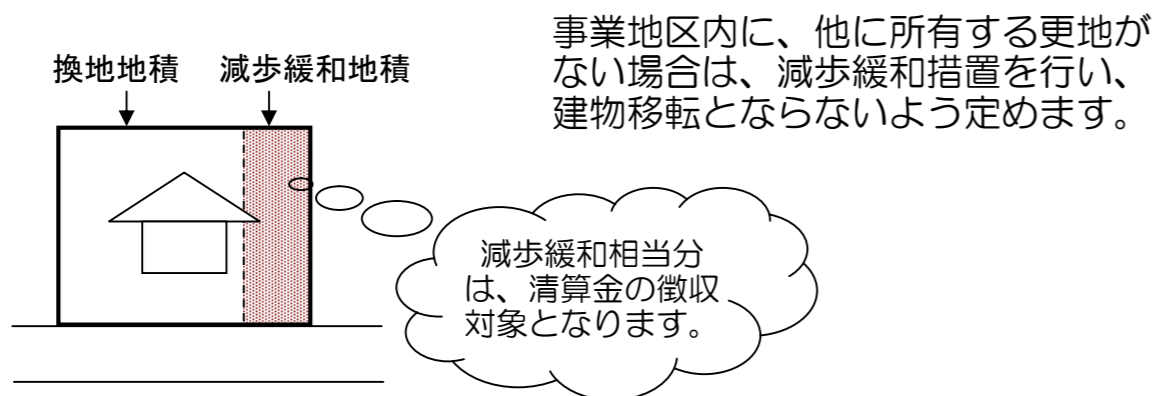 事業地区内に、他に所有する更地が
ない場合は、減歩緩和措置を行い、
建物移転とならないよう定めます。
換地地積
減歩緩和地積
減歩緩和相当分
は、清算金の徴収
対象となります。